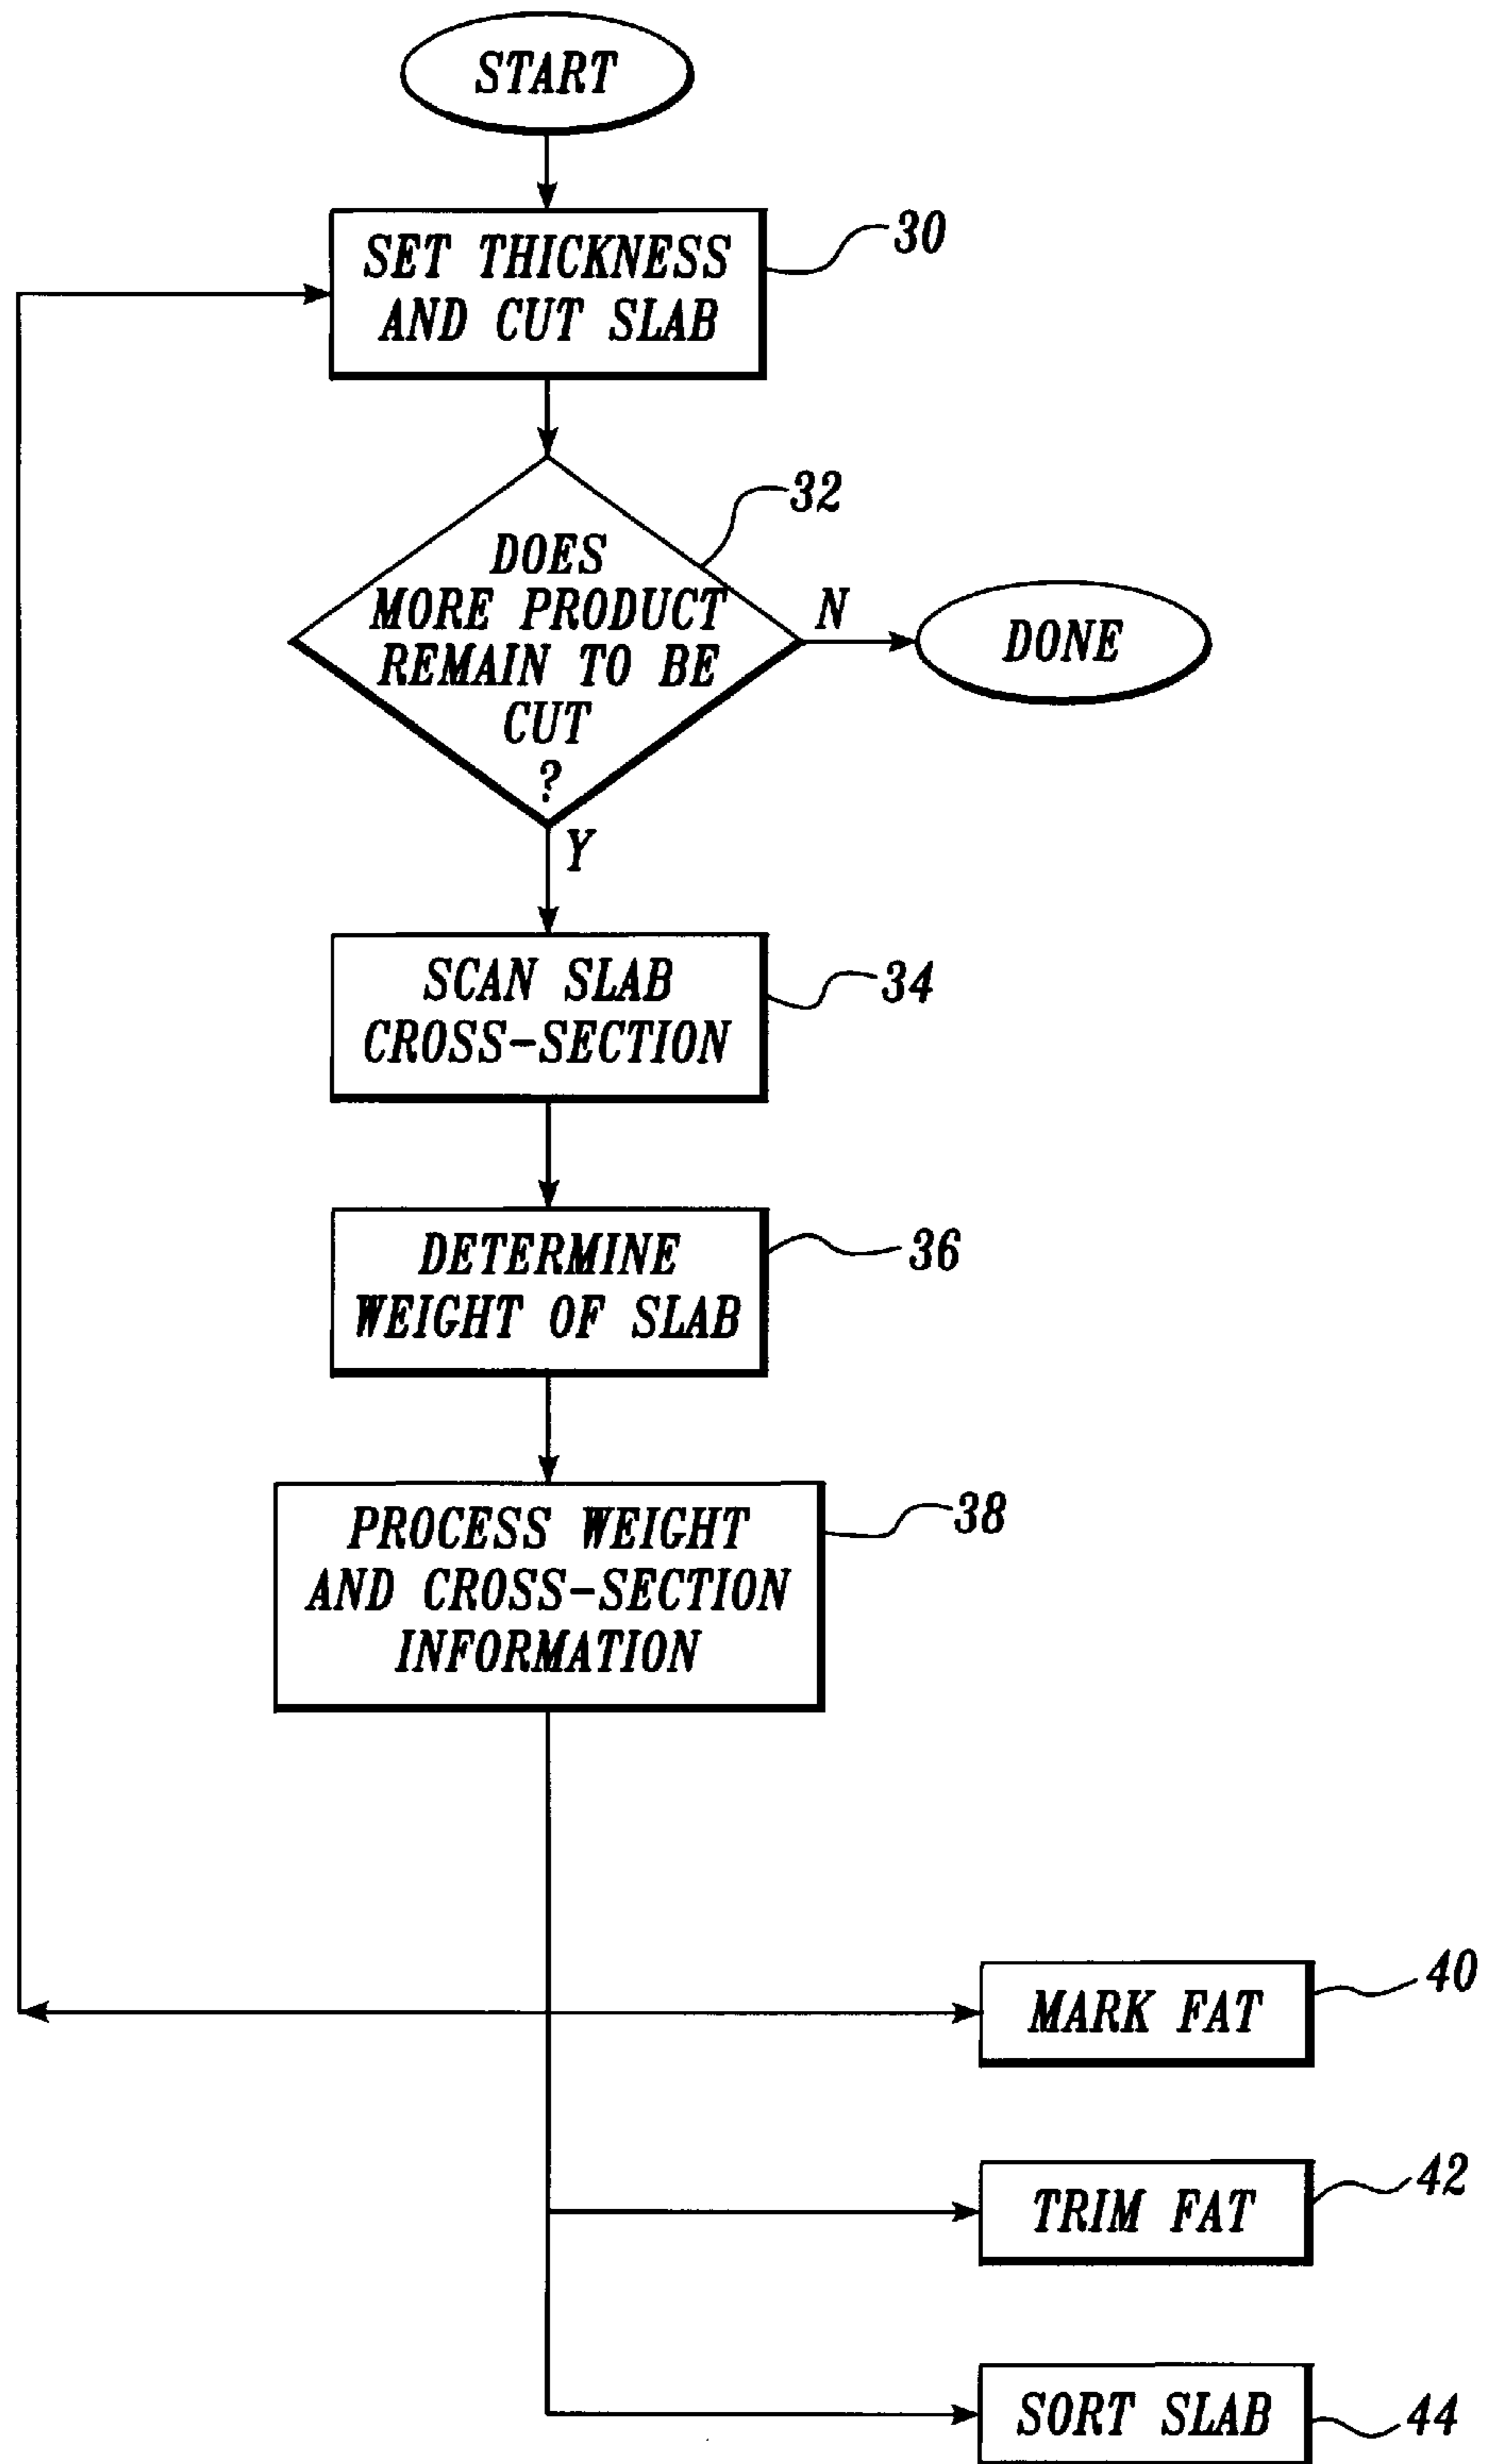 START
SET THICKNESS
AND CUT SLAB
30
DOES
MORE PRODUCT
REMAIN TO BE
CUT
?
32
N
DONE
Y
SCAN SLAB
CROSS-SECTION
34
DETERMINE
WEIGHT OF SLAB
36
PROCESS WEIGHT
AND CROSS-SECTION
INFORMATION
38
MARK FAT
40
TRIM FAT
42
SORT SLAB
44